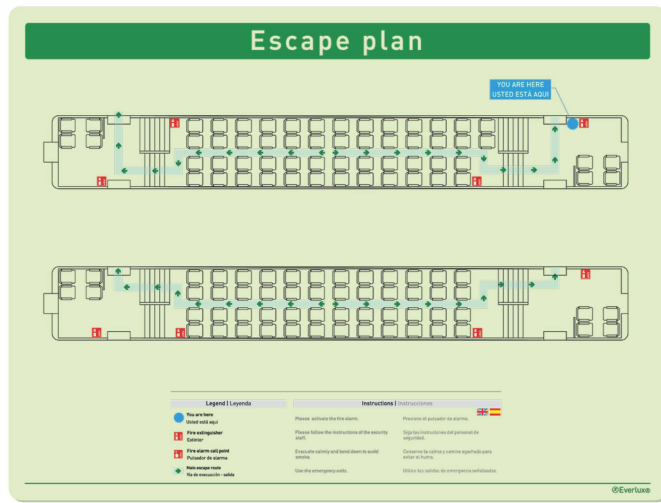 Escape plan
YOU ARE HERE
USTED ESTÁ AQUI
Legend | Leyenda
You are here
Usted está aquí
Fire extinguisher
Extintor
Fire alarm call point
Pulsador de alarma
Main escape route
Vía de evacuación - salida
Instructions | Instrucciones
Please activate the fire alarm.
Presione el pulsador de alarma.
Please follow the instructions of the security
staff.
Siga las instrucciones del personal de
seguridad.
Evacuate calmly and bend down to avoid
smoke.
Conserve la calma y camine agachado para
evitar el humo.
Use the emergency exits.
Utilice las salidas de emergencia señalizadas.
Everlux®